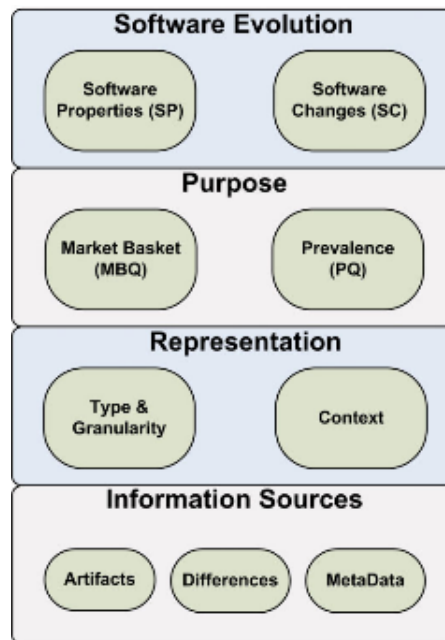 Software Evolution
Software
Properties (SP)
Software
Changes (SC)
Purpose
Market Basket
(MBQ)
Prevalence
(PQ)
Representation
Type &
Granularity
Context
Information Sources
Artifacts
Differences
MetaData